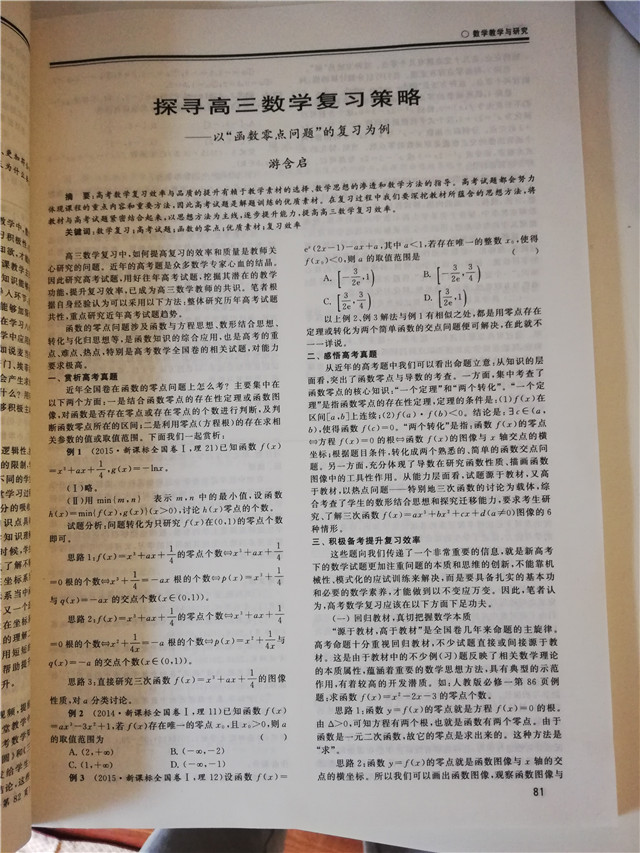 ○ 数学教学与研究
探寻高三数学复习策略
——以“函数零点问题”的复习为例
游含启
摘 要:高考数学复习效率与品质的提升有赖于数学素材的选择、数学思想的渗透和数学方法的指导。高考试题都会努力
体现课程的重点内容和重要方法,因此高考试题是解题训练的优质素材。在复习过程中我们要深挖教材所蕴含的思想方法,将
教材与高考试题紧密结合起来,以思想方法为主线,逐步提升能力,提高高三数学复习效率。
关键词:数学复习;高考试题;函数的零点;优质素材;复习效率
高三数学复习中,如何提高复习的效率和质量是教师关
心研究的问题。近年的高考题是众多数学专家心血的结晶。
因此研究高考试题,用好往年高考试题,挖掘其潜在的教学
功能,提升复习效率,已成为高三数学教师的共识。笔者根
据自身经验认为可以采用以下方法:整体研究历年高考试题
共性,重点研究近年高考试题趋势。
函数的零点问题涉及函数与方程思想、数形结合思想、
转化与化归思想等,是函数知识的综合应用,也是高考的重
点、难点、热点,特别是高考数学全国卷的相关试题,对能力
要求极高。
一、赏析高考真题
近年全国卷在函数的零点问题上怎么考？主要集中在
以下两个方面:一是结合函数零点的存在性定理或函数图
像,对函数是否存在零点或存在零点的个数进行判断,及判
断函数零点所在的区间;二是利用零点(方程根)的存在求相
关参数的值或取值范围。下面我们一起赏析:
例 1 (2015·新课标全国卷Ⅰ,理 21)已知函数 f(x)
=x³+ax+1/4,g(x)=-lnx。
(Ⅰ)略。
(Ⅱ)用 min{m,n} 表示 m,n 中的最小值,设函数
h(x)=min{f(x),g(x)}(x>0),讨论 h(x)零点的个数。
试题分析:问题转化为只研究 f(x)在(0,1)的零点个数
即可。
思路 1:f(x)=x³+ax+1/4的零点个数⇔x³+ax+1/4
=0根的个数⇔x³+1/4=-ax 根的个数⇔p(x)=x³+1/4
与 q(x)=-ax 的交点个数(x∈(0,1))。
思路 2:f(x)=x³+ax+1/4的零点个数⇔x³+ax+1/4
=0根的个数⇔x²+1/4x=-a 根的个数⇔p(x)=x²+1/4x与
q(x)=-a 的交点个数(x∈(0,1))。
思路 3:直接研究三次函数 f(x)=x³+ax+1/4的图像
性质,对 a 分类讨论。
例 2 (2014·新课标全国卷Ⅰ,理 11)已知函数 f(x)
=ax³-3x²+1,若 f(x)存在唯一的零点 x₀,且 x₀>0,则 a
的取值范围为 ( )
A. (2,+∞) B. (-∞,-2)
C. (1,+∞) D. (-∞,-1)
例 3 (2015·新课标全国卷Ⅰ,理 12)设函数 f(x)=
eˣ(2x-1)-ax+a,其中 a<1,若存在唯一的整数 x₀,使得
f(x₀)<0,则 a 的取值范围是 ( )
A. [-3/2e,1) B. [-3/2e,3/4)
C. [3/2e,3/4) D. [3/2e,1)
以上例 2、例 3 解法与例 1 有相似之处,都是用零点存在
定理或转化为两个简单函数的交点问题便可解决,在此就不
一一详说。
二、感悟高考真题
从近年的高考题中我们可以看出命题立意,从知识的层
面看,突出了函数零点与导数的考查。一方面,集中考查了
函数零点的核心知识:“一个定理”和“两个转化”。“一个定
理”是指函数零点的存在性定理,定理的条件是:(1)f(x)在
区间[a,b]上连续;(2)f(a)·f(b)<0。结论是:∃c∈(a,
b),使得函数 f(c)=0。“两个转化”是指:函数 f(x)的零点
⇔方程 f(x)=0 的根⇔函数 f(x)的图像与 x 轴交点的横
坐标;根据题目条件,转化成两个熟悉的、简单的函数交点问
题。另一方面,充分体现了导数在研究函数性质、描画函数
图像中的工具性作用。从能力层面看,试题源于教材,又高
于教材,以热点问题——特别地三次函数的讨论为载体,综
合考查了学生的数形结合思想和探究迁移能力,要求考生研
究、了解三次函数 f(x)=ax³+bx²+cx+d(a≠0)图像的 6
种情形。
三、积极备考提升复习效率
这些题向我们传递了一个非常重要的信息,就是新高考
下的数学试题更加注重问题的本质和思维的创新,不能靠机
械性、模式化的应试训练来解决,而是要具备扎实的基本功
和必要的数学素养,才能做到以不变应万变。因此,笔者认
为,高考数学复习应该在以下方面下足功夫。
(一) 回归教材,真切把握数学本质
“源于教材,高于教材”是全国卷几年来命题的主旋律。
高考命题十分重视回归教材,不少试题直接或间接源于教
材。这是由于教材中的不少例(习)题反映了相关数学理论
的本质属性,蕴涵着重要的数学思想方法,具有典型的示范
作用,有着较高的开发潜质。如:人教版必修一第 86 页例
题:求函数 f(x)=x²-2x-3 的零点个数。
思路 1:函数 y=f(x)的零点就是方程 f(x)=0 的根。
由 Δ>0,可知方程有两个根,也就是函数有两个零点。由于
函数是一元二次函数,故它的零点是求出来的。这种方法是
“求”。
思路 2:函数 y=f(x)的零点就是函数图像与 x 轴的交
点的横坐标。所以我们可以画出函数图像,观察函数图像与
81